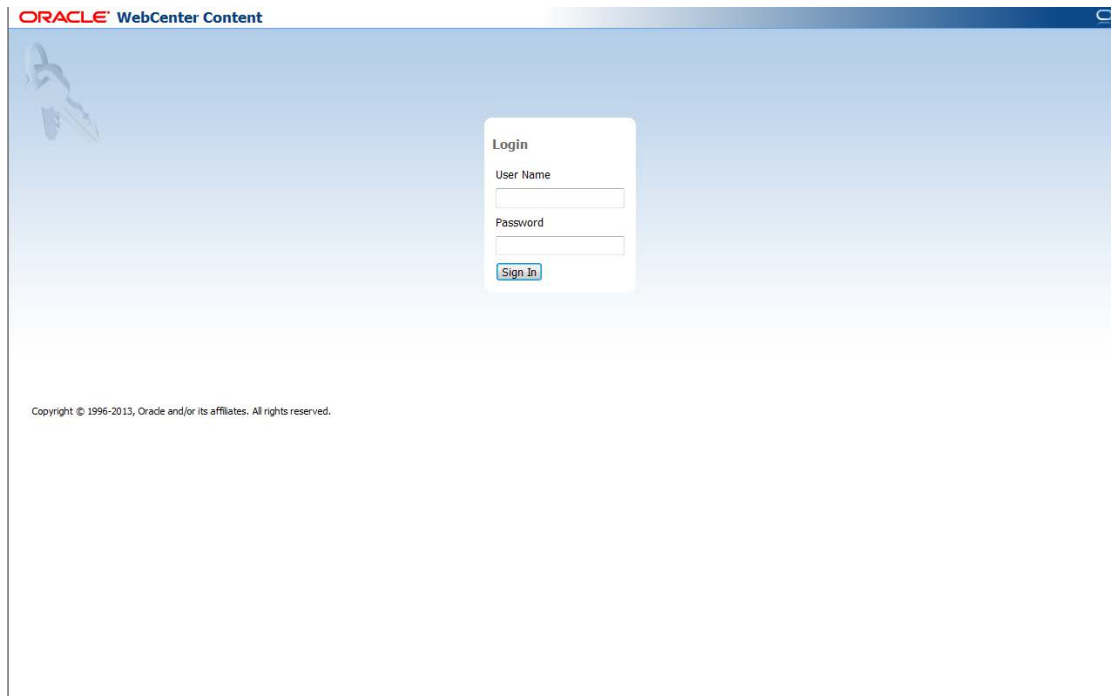 ORACLE® WebCenter Content
Login
User Name
Password
Sign In
Copyright © 1996-2013, Oracle and/or its affiliates. All rights reserved.